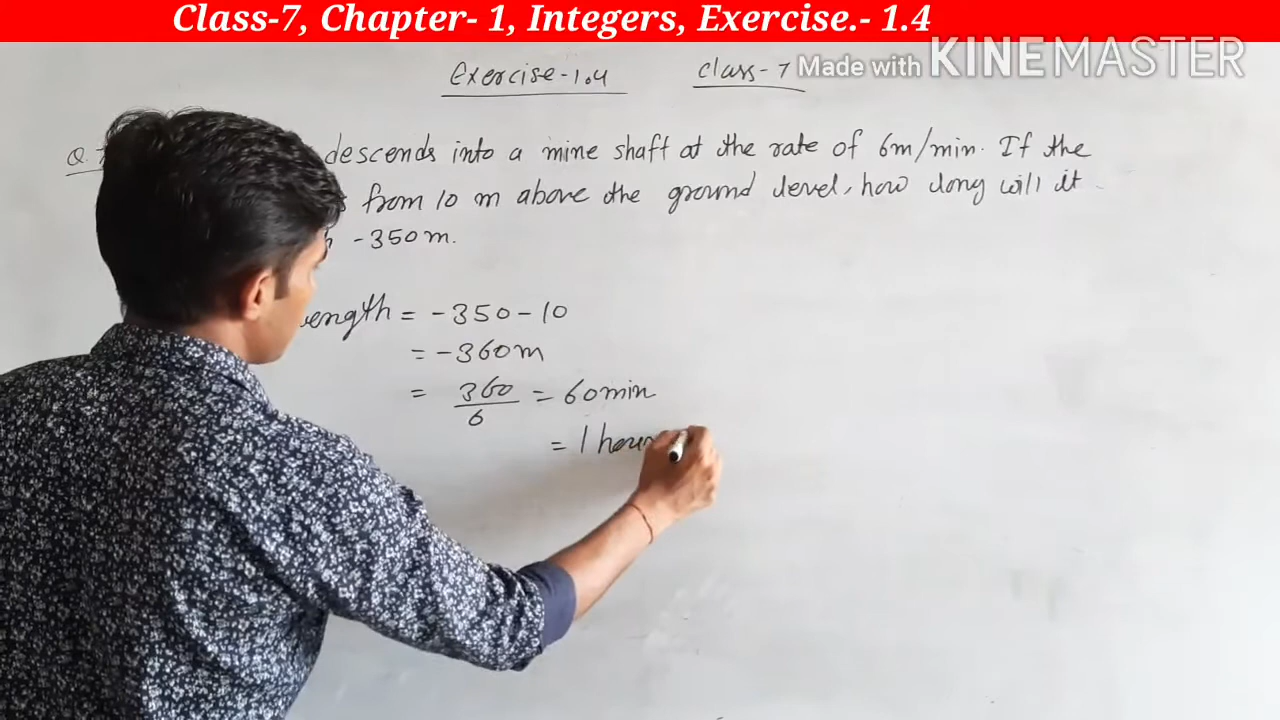 Class-7, Chapter- 1, Integers, Exercise.- 1.4
Made with KINEMASTER
Exercise-1.4 class-7
Q. descends into a mine shaft at the rate of 6m/min. If the
from 10 m above the ground level, how long will it
-350m.
length = -350-10
= -360m
= 360/6 = 60min
= 1 hour